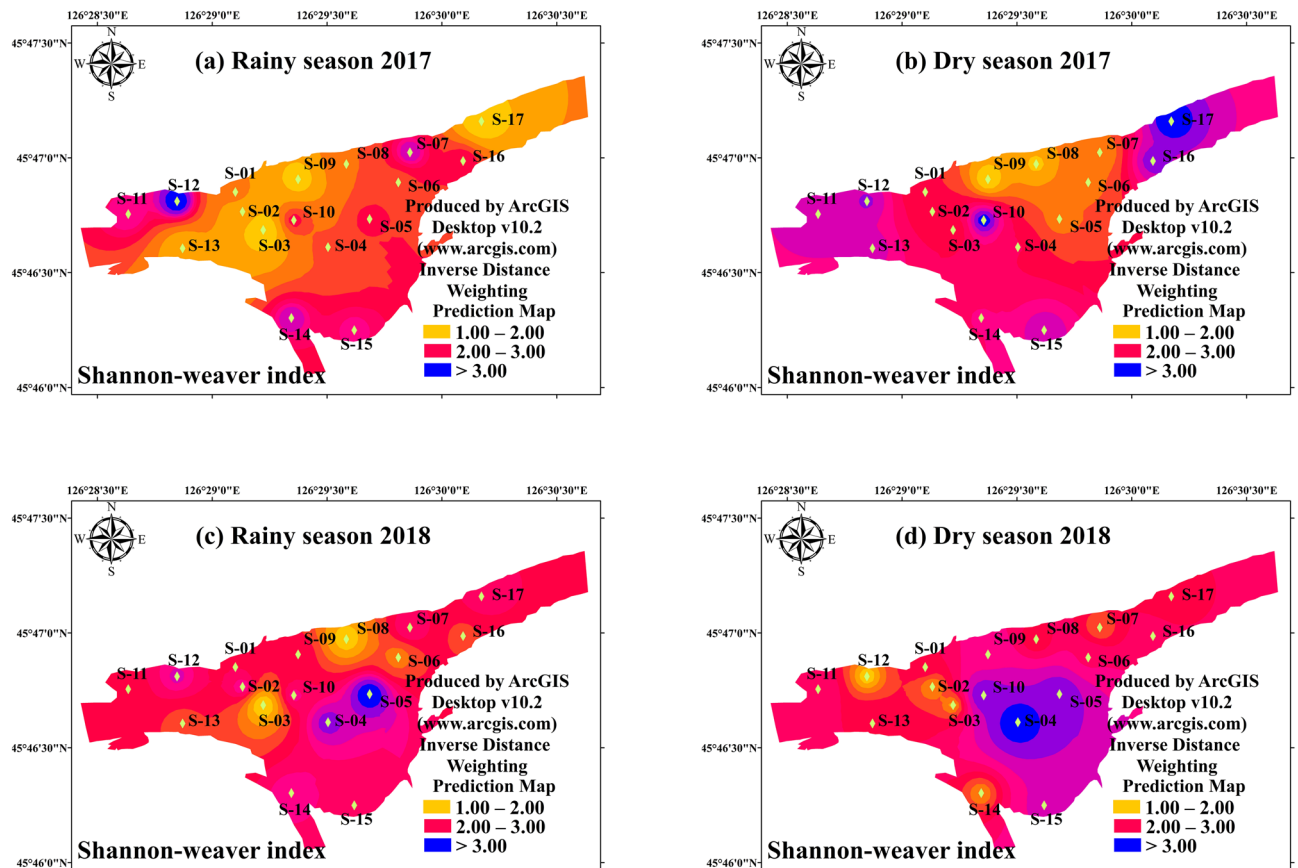 126°28'30"E 126°29'0"E 126°29'30"E 126°30'0"E 126°30'30"E
45°47'30"N
45°47'0"N
45°46'30"N
45°46'0"N
N
W E
S
(a) Rainy season 2017
S-17
S-07
S-08
S-16
S-09
S-01
S-12
S-06
S-11
S-02
S-10
S-05
S-13
S-03
S-04
S-14
S-15
Produced by ArcGIS
Desktop v10.2
(www.arcgis.com)
Inverse Distance
Weighting
Prediction Map
1.00 – 2.00
2.00 – 3.00
> 3.00
Shannon-weaver index
126°28'30"E 126°29'0"E 126°29'30"E 126°30'0"E 126°30'30"E
45°47'30"N
45°47'0"N
45°46'30"N
45°46'0"N
N
W E
S
(b) Dry season 2017
S-17
S-07
S-08
S-16
S-09
S-01
S-12
S-06
S-11
S-02
S-10
S-05
S-13
S-03
S-04
S-14
S-15
Produced by ArcGIS
Desktop v10.2
(www.arcgis.com)
Inverse Distance
Weighting
Prediction Map
1.00 – 2.00
2.00 – 3.00
> 3.00
Shannon-weaver index
126°28'30"E 126°29'0"E 126°29'30"E 126°30'0"E 126°30'30"E
45°47'30"N
45°47'0"N
45°46'30"N
45°46'0"N
N
W E
S
(c) Rainy season 2018
S-17
S-07
S-08
S-16
S-09
S-01
S-12
S-06
S-11
S-02
S-10
S-05
S-13
S-03
S-04
S-14
S-15
Produced by ArcGIS
Desktop v10.2
(www.arcgis.com)
Inverse Distance
Weighting
Prediction Map
1.00 – 2.00
2.00 – 3.00
> 3.00
Shannon-weaver index
126°28'30"E 126°29'0"E 126°29'30"E 126°30'0"E 126°30'30"E
45°47'30"N
45°47'0"N
45°46'30"N
45°46'0"N
N
W E
S
(d) Dry season 2018
S-17
S-07
S-08
S-16
S-09
S-01
S-12
S-06
S-11
S-02
S-10
S-05
S-13
S-03
S-04
S-14
S-15
Produced by ArcGIS
Desktop v10.2
(www.arcgis.com)
Inverse Distance
Weighting
Prediction Map
1.00 – 2.00
2.00 – 3.00
> 3.00
Shannon-weaver index